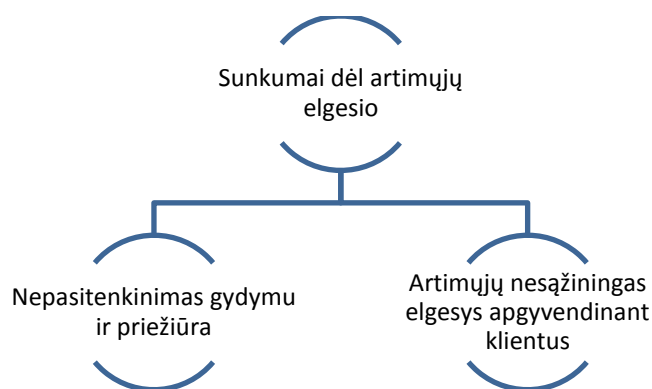 Sunkumai dėl artimųjų
elgesio
Nepasitenkinimas gydymu
ir priežiūra
Artimųjų nesąžiningas
elgesys apgyvendinant
klientus